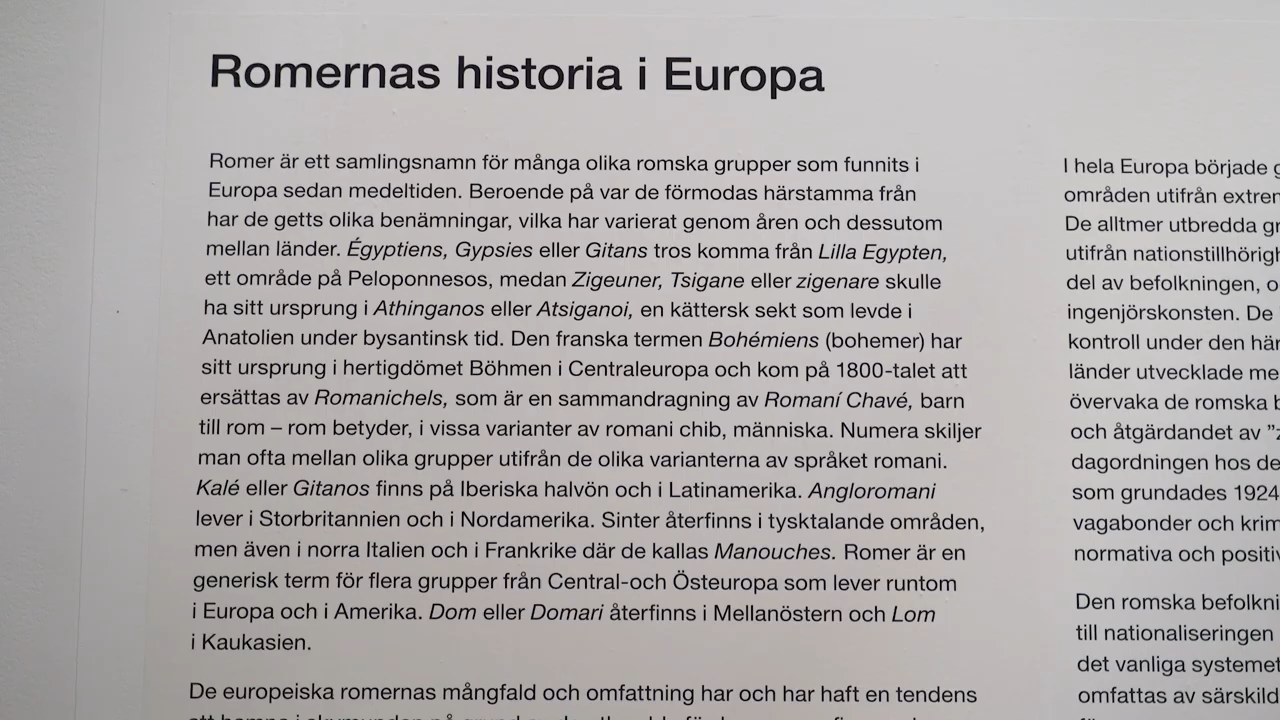 Romernas historia i Europa
Romer är ett samlingsnamn för många olika romska grupper som funnits i
Europa sedan medeltiden. Beroende på var de förmodas härstamma från
har de getts olika benämningar, vilka har varierat genom åren och dessutom
mellan länder. Égyptiens, Gypsies eller Gitans tros komma från Lilla Egypten,
ett område på Peloponnesos, medan Zigeuner, Tsigane eller zigenare skulle
ha sitt ursprung i Athinganos eller Atsiganoi, en kättersk sekt som levde i
Anatolien under bysantinsk tid. Den franska termen Bohémiens (bohemer) har
sitt ursprung i hertigdömet Böhmen i Centraleuropa och kom på 1800-talet att
ersättas av Romanichels, som är en sammandragning av Romaní Chavé, barn
till rom – rom betyder, i vissa varianter av romani chib, människa. Numera skiljer
man ofta mellan olika grupper utifrån de olika varianterna av språket romani.
Kalé eller Gitanos finns på Iberiska halvön och i Latinamerika. Angloromani
lever i Storbritannien och i Nordamerika. Sinter återfinns i tysktalande områden,
men även i norra Italien och i Frankrike där de kallas Manouches. Romer är en
generisk term för flera grupper från Central-och Östeuropa som lever runtom
i Europa och i Amerika. Dom eller Domari återfinns i Mellanöstern och Lom
i Kaukasien.
De europeiska romernas mångfald och omfattning har och har haft en tendens
I hela Europa började
områden utifrån
De alltmer utbredda
utifrån
del av befolkningen,
ingenjörskonsten. De
kontroll under den
länder utvecklade
övervaka de romska
och åtgärdandet av
dagordningen hos
som grundades 1924
vagabonder och
normativa och
Den romska
till nationaliseringen
det vanliga
omfattas av